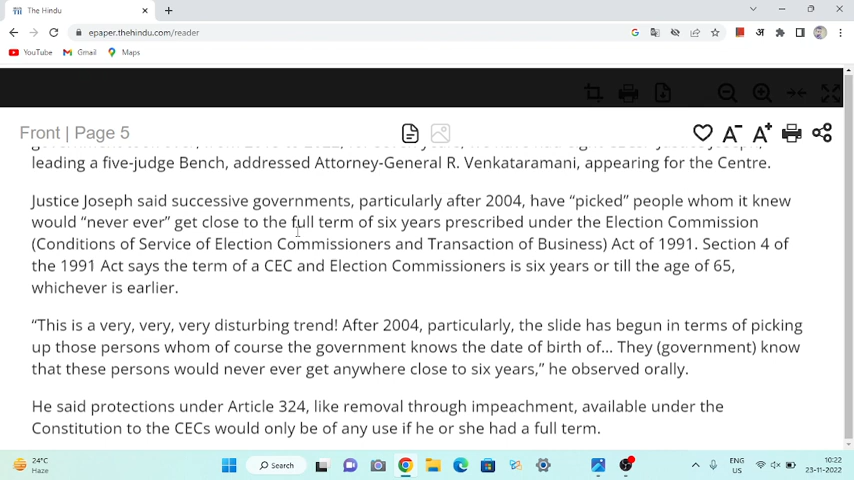 The Hindu
epaper.thehindu.com/reader
YouTube Gmail Maps
Front | Page 5
leading a five-judge Bench, addressed Attorney-General R. Venkataramani, appearing for the Centre.
Justice Joseph said successive governments, particularly after 2004, have “picked” people whom it knew
would “never ever” get close to the full term of six years prescribed under the Election Commission
(Conditions of Service of Election Commissioners and Transaction of Business) Act of 1991. Section 4 of
the 1991 Act says the term of a CEC and Election Commissioners is six years or till the age of 65,
whichever is earlier.
“This is a very, very, very disturbing trend! After 2004, particularly, the slide has begun in terms of picking
up those persons whom of course the government knows the date of birth of... They (government) know
that these persons would never ever get anywhere close to six years,” he observed orally.
He said protections under Article 324, like removal through impeachment, available under the
Constitution to the CECs would only be of any use if he or she had a full term.
24°C
Haze
Search
ENG
US
10:22
23-11-2022